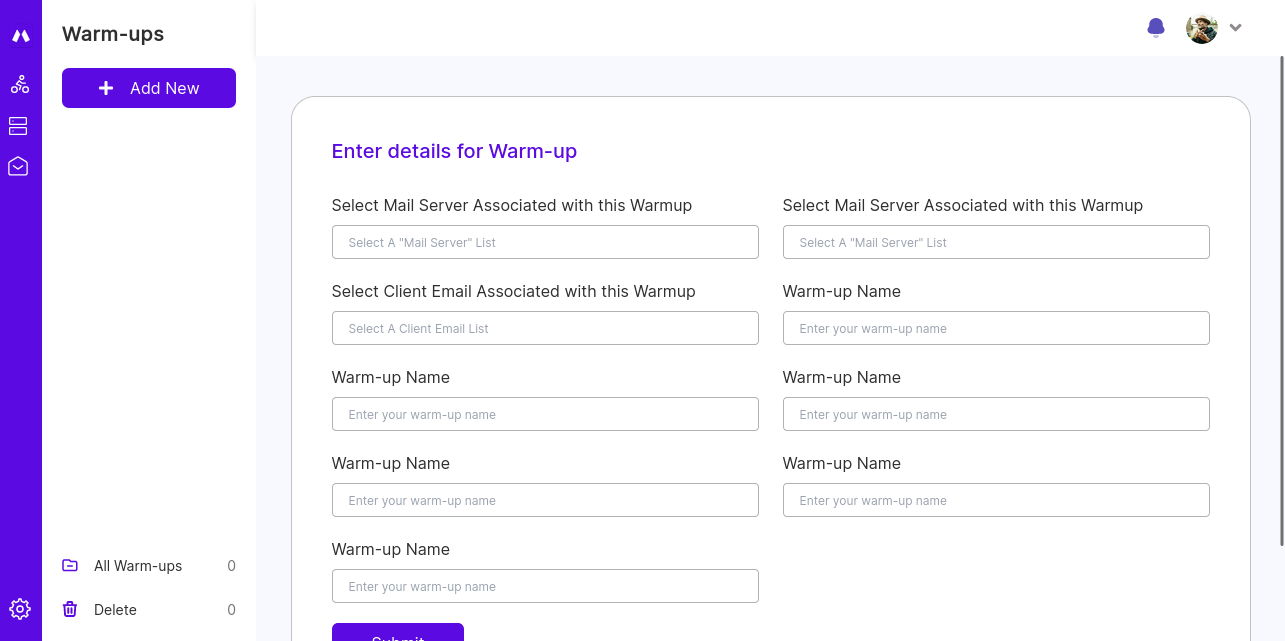 Warm-ups
Add New
Enter details for Warm-up
Select Mail Server Associated with this Warmup
Select A "Mail Server" List
Select Mail Server Associated with this Warmup
Select A "Mail Server" List
Select Client Email Associated with this Warmup
Select A Client Email List
Warm-up Name
Enter your warm-up name
Warm-up Name
Enter your warm-up name
Warm-up Name
Enter your warm-up name
Warm-up Name
Enter your warm-up name
Warm-up Name
Enter your warm-up name
Warm-up Name
Enter your warm-up name
Submit
All Warm-ups 0
Delete 0